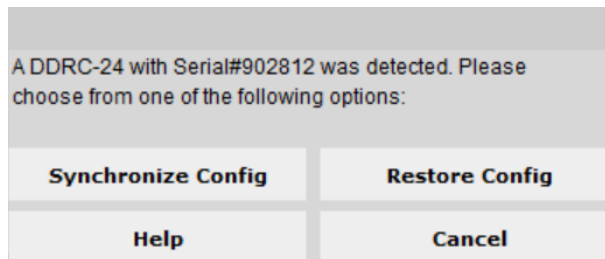 A DDRC-24 with Serial#902812 was detected. Please
choose from one of the following options:
Synchronize Config
Restore Config
Help
Cancel